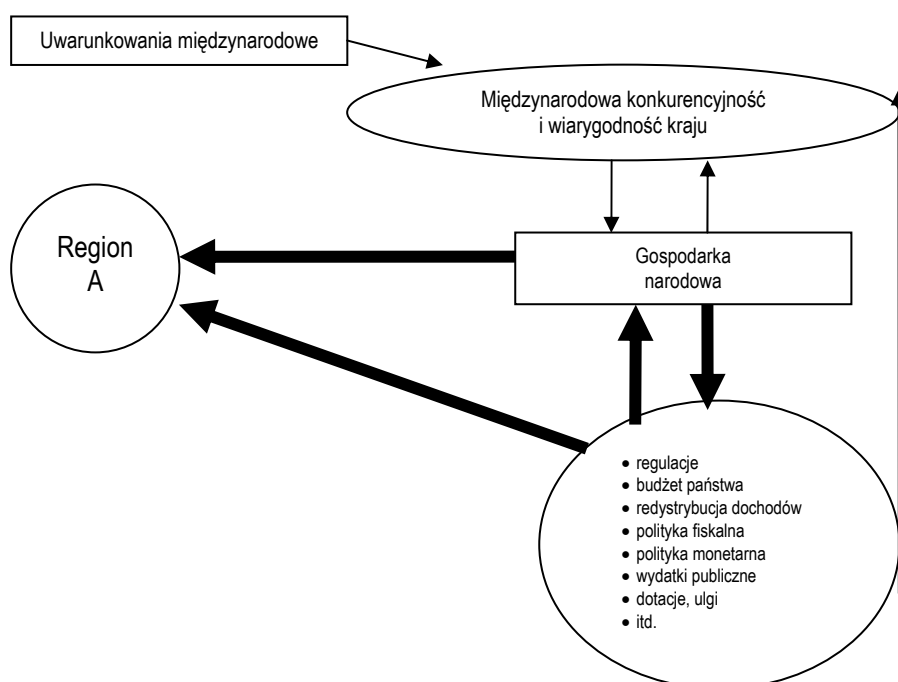 Uwarunkowania międzynarodowe
Międzynarodowa konkurencyjność
i wiarygodność kraju
Region
A
Gospodarka
narodowa
• regulacje
• budżet państwa
• redystrybucja dochodów
• polityka fiskalna
• polityka monetarna
• wydatki publiczne
• dotacje, ulgi
• itd.